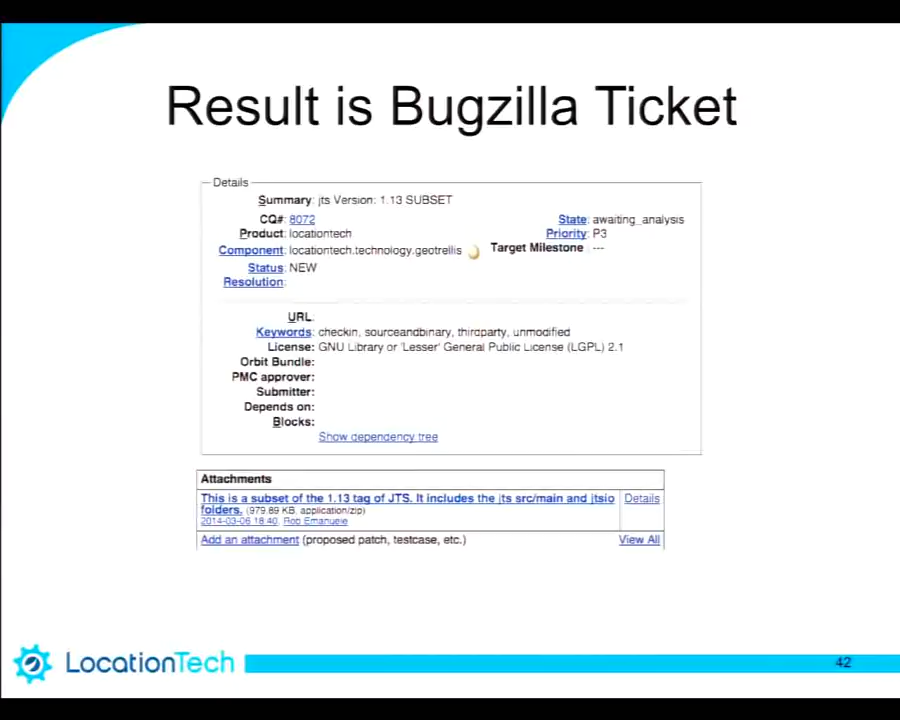 Result is Bugzilla Ticket
Details
Summary: jts Version: 1.13 SUBSET
CQ#: 8072
State: awaiting_analysis
Product: locationtech
Priority: P3
Component: locationtech.technology.geotrellis
Target Milestone : ---
Status: NEW
Resolution:
URL:
Keywords: checkin, sourceandbinary, thirdparty, unmodified
License: GNU Library or 'Lesser' General Public License (LGPL) 2.1
Orbit Bundle:
PMC approver:
Submitter:
Depends on:
Blocks:
Show dependency tree
Attachments
This is a subset of the 1.13 tag of JTS. It includes the jts src/main and jtsio Details
folders. (979.89 KB, application/zip)
2014-03-06 18:40, Rob Emanuele
Add an attachment (proposed patch, testcase, etc.) View All
LocationTech
42